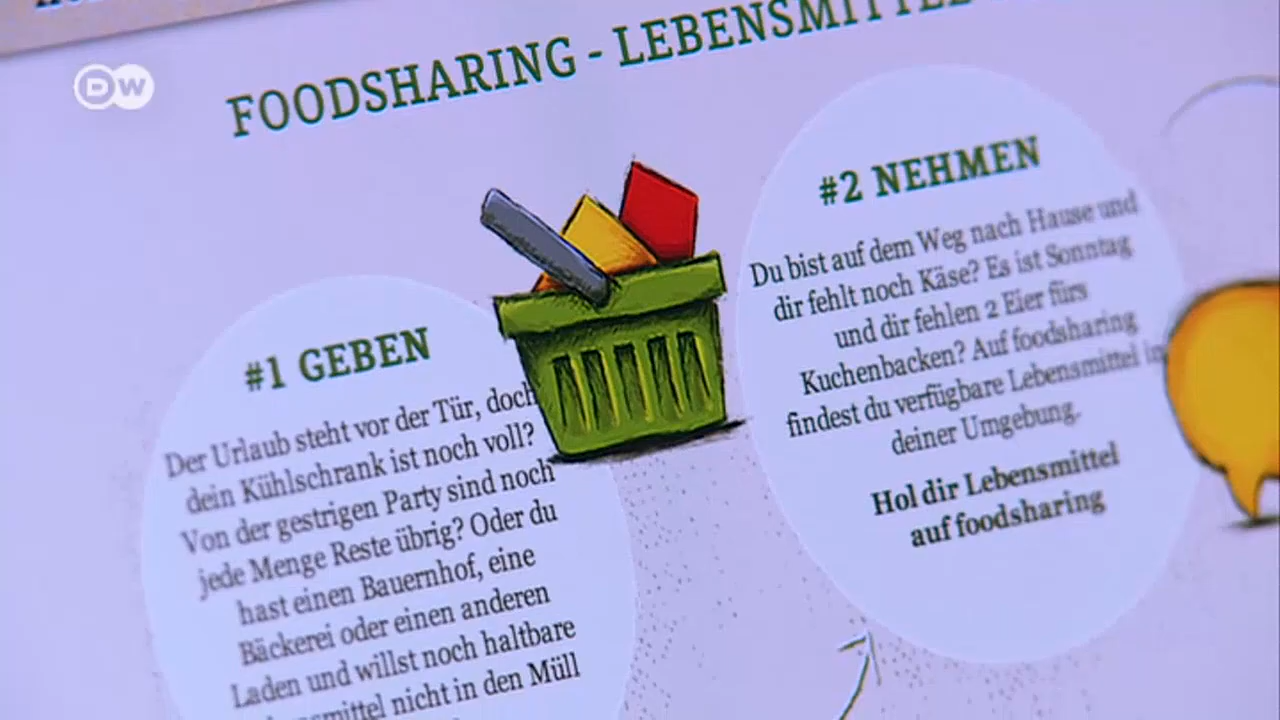 DW
FOODSHARING - LEBENSMITTEL
#1 GEBEN
Der Urlaub steht vor der Tür, doch
dein Kühlschrank ist noch voll?
Von der gestrigen Party sind noch
jede Menge Reste übrig? Oder du
hast einen Bauernhof, eine
Bäckerei oder einen anderen
Laden und willst noch haltbare
nicht in den Müll
#2 NEHMEN
Du bist auf dem Weg nach Hause und
dir fehlt noch Käse? Es ist Sonntag
und dir fehlen 2 Eier fürs
Kuchenbacken? Auf foodsharing
findest du verfügbare Lebensmittel in
deiner Umgebung.
Hol dir Lebensmittel
auf foodsharing